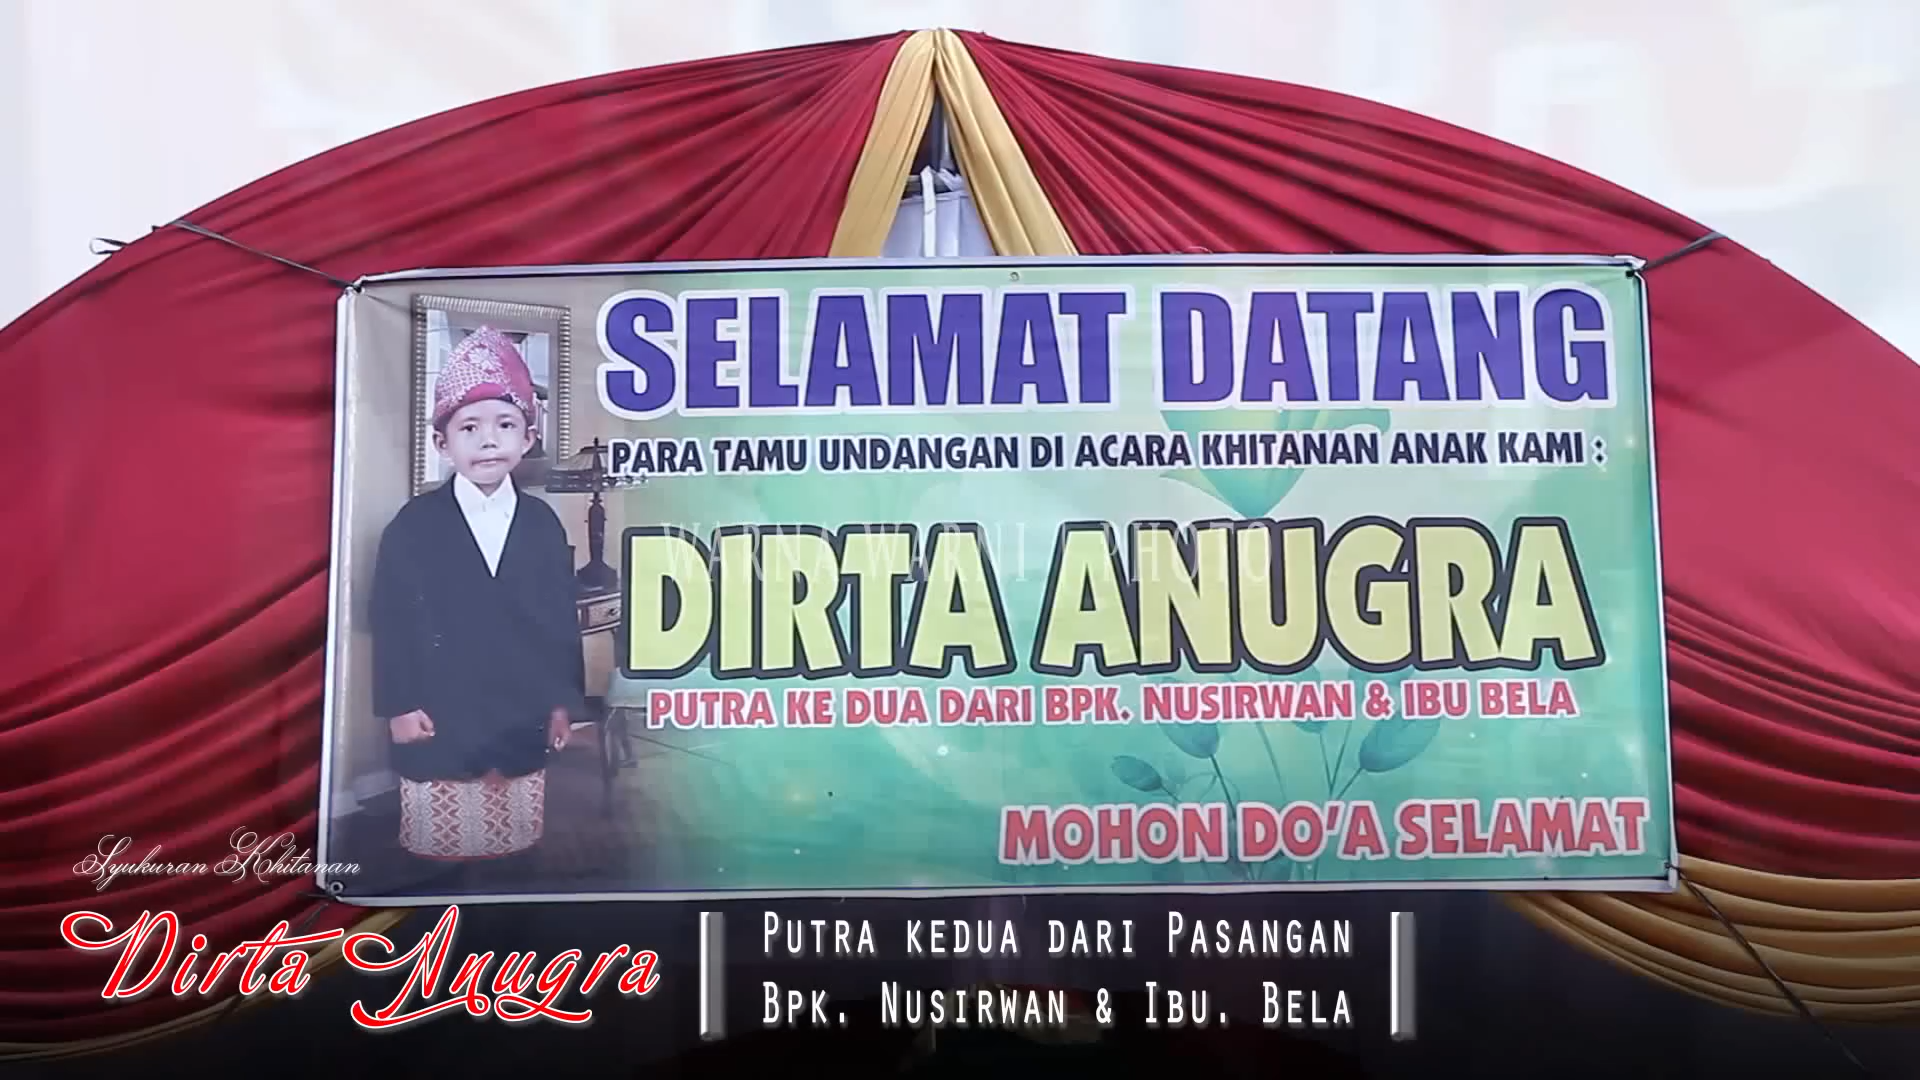 SELAMAT DATANG
PARA TAMU UNDANGAN DI ACARA KHITANAN ANAK KAMI :
WARNA WARNI PHOTO
DIRTA ANUGRA
PUTRA KE DUA DARI BPK. NUSIRWAN & IBU BELA
MOHON DO'A SELAMAT
Syukuran Khitanan
Dirta Anugra
Putra kedua dari Pasangan
Bpk. Nusirwan & Ibu. Bela